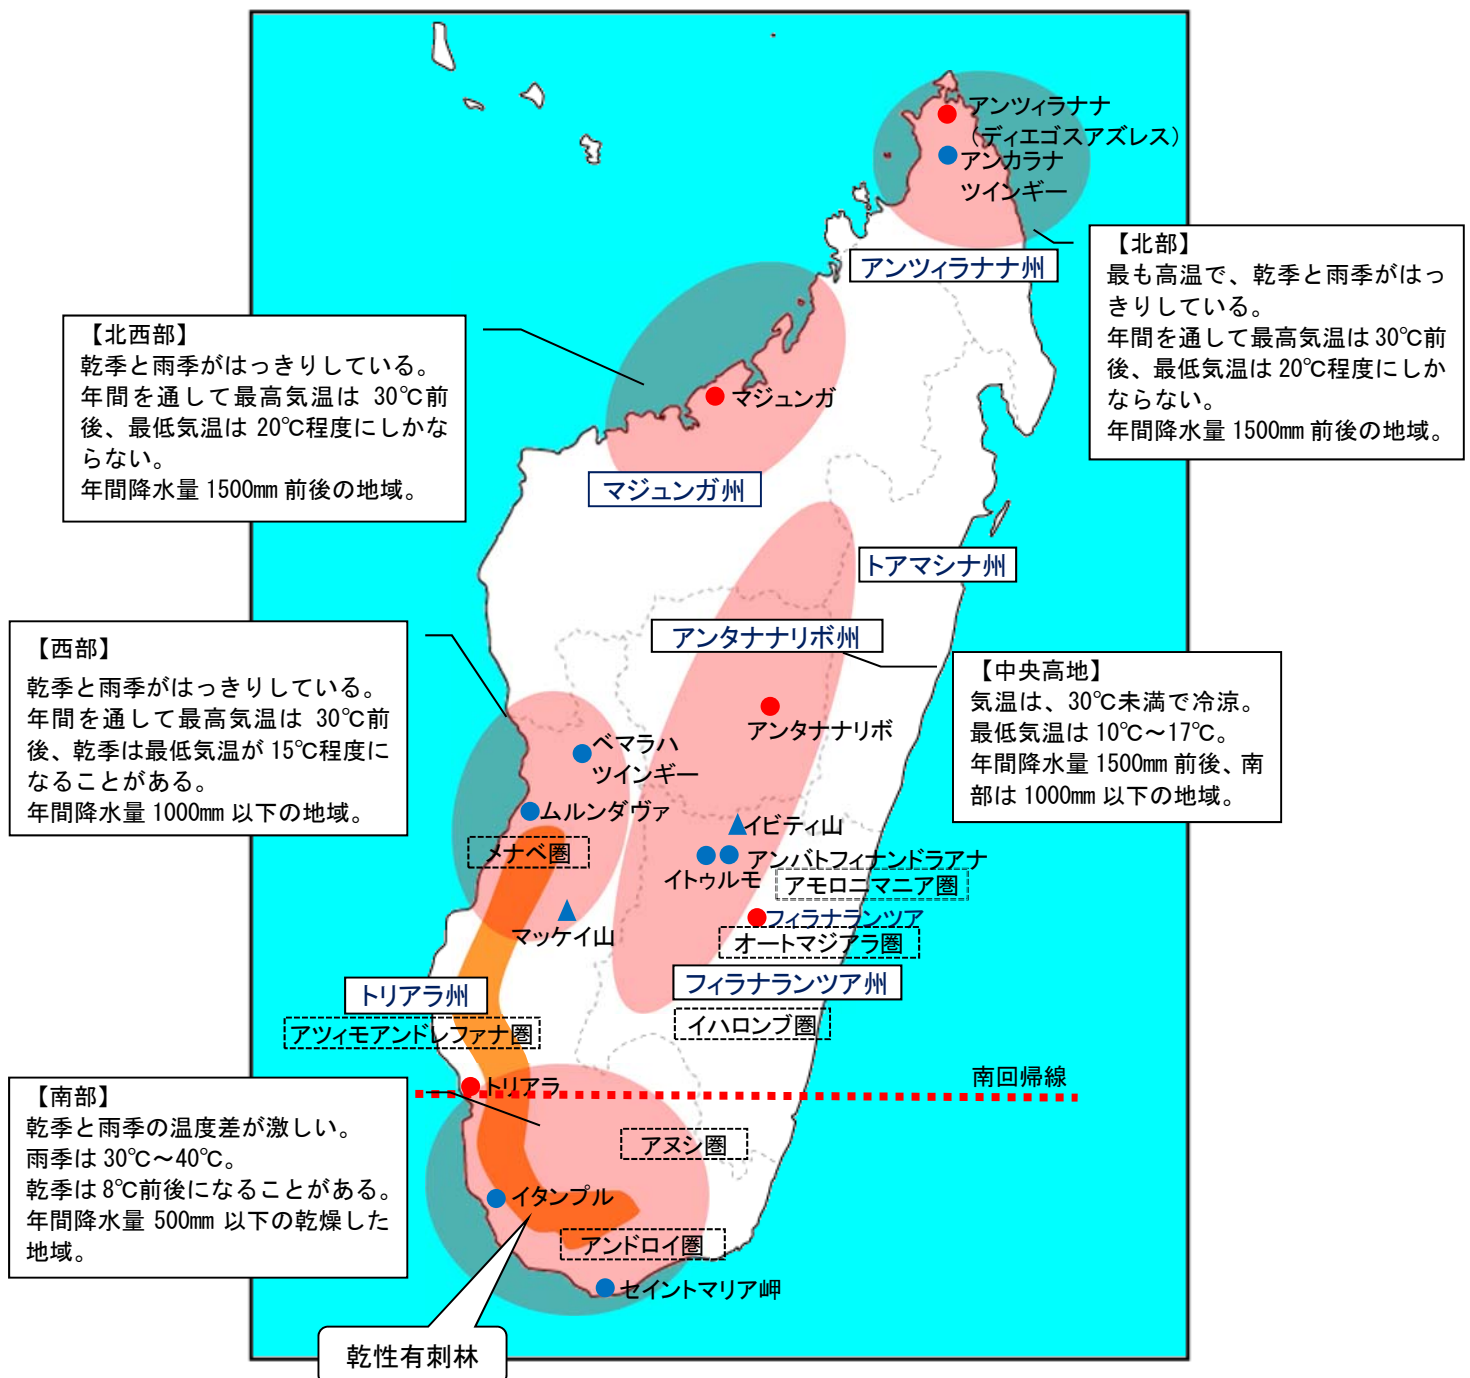 アンツィラナナ
（ディエゴスアズレス）
アンカラナ
ツインギー
【北部】
最も高温で、乾季と雨季がはっ
きりしている。
年間を通して最高気温は 30℃前
後、最低気温は 20℃程度にしか
ならない。
年間降水量 1500mm 前後の地域。
アンツィラナナ州
【北西部】
乾季と雨季がはっきりしている。
年間を通して最高気温は 30℃前
後、最低気温は 20℃程度にしかな
らない。
年間降水量 1500mm 前後の地域。
マジュンガ
マジュンガ州
トアマシナ州
アンタナナリボ州
【西部】
乾季と雨季がはっきりしている。
年間を通して最高気温は 30℃前
後、乾季は最低気温が 15℃程度に
なることがある。
年間降水量 1000mm 以下の地域。
【中央高地】
気温は、30℃未満で冷涼。
最低気温は 10℃～17℃。
年間降水量 1500mm 前後、南
部は 1000mm 以下の地域。
アンタナナリボ
ベマラハ
ツインギー
ムルンダヴァ
メナベ圏
イビティ山
アンバトフィナンドラアナ
イトゥルモ
アモロニマニア圏
マッケイ山
フィラナランツア
オートマジアラ圏
トリアラ州
フィラナランツア州
アツィモアンドレファナ圏
イハロンブ圏
トリアラ
南回帰線
【南部】
乾季と雨季の温度差が激しい。
雨季は 30℃～40℃。
乾季は 8℃前後になることがある。
年間降水量 500mm 以下の乾燥した
地域。
アヌシ圏
イタンプル
アンドロイ圏
セイントマリア岬
乾性有刺林